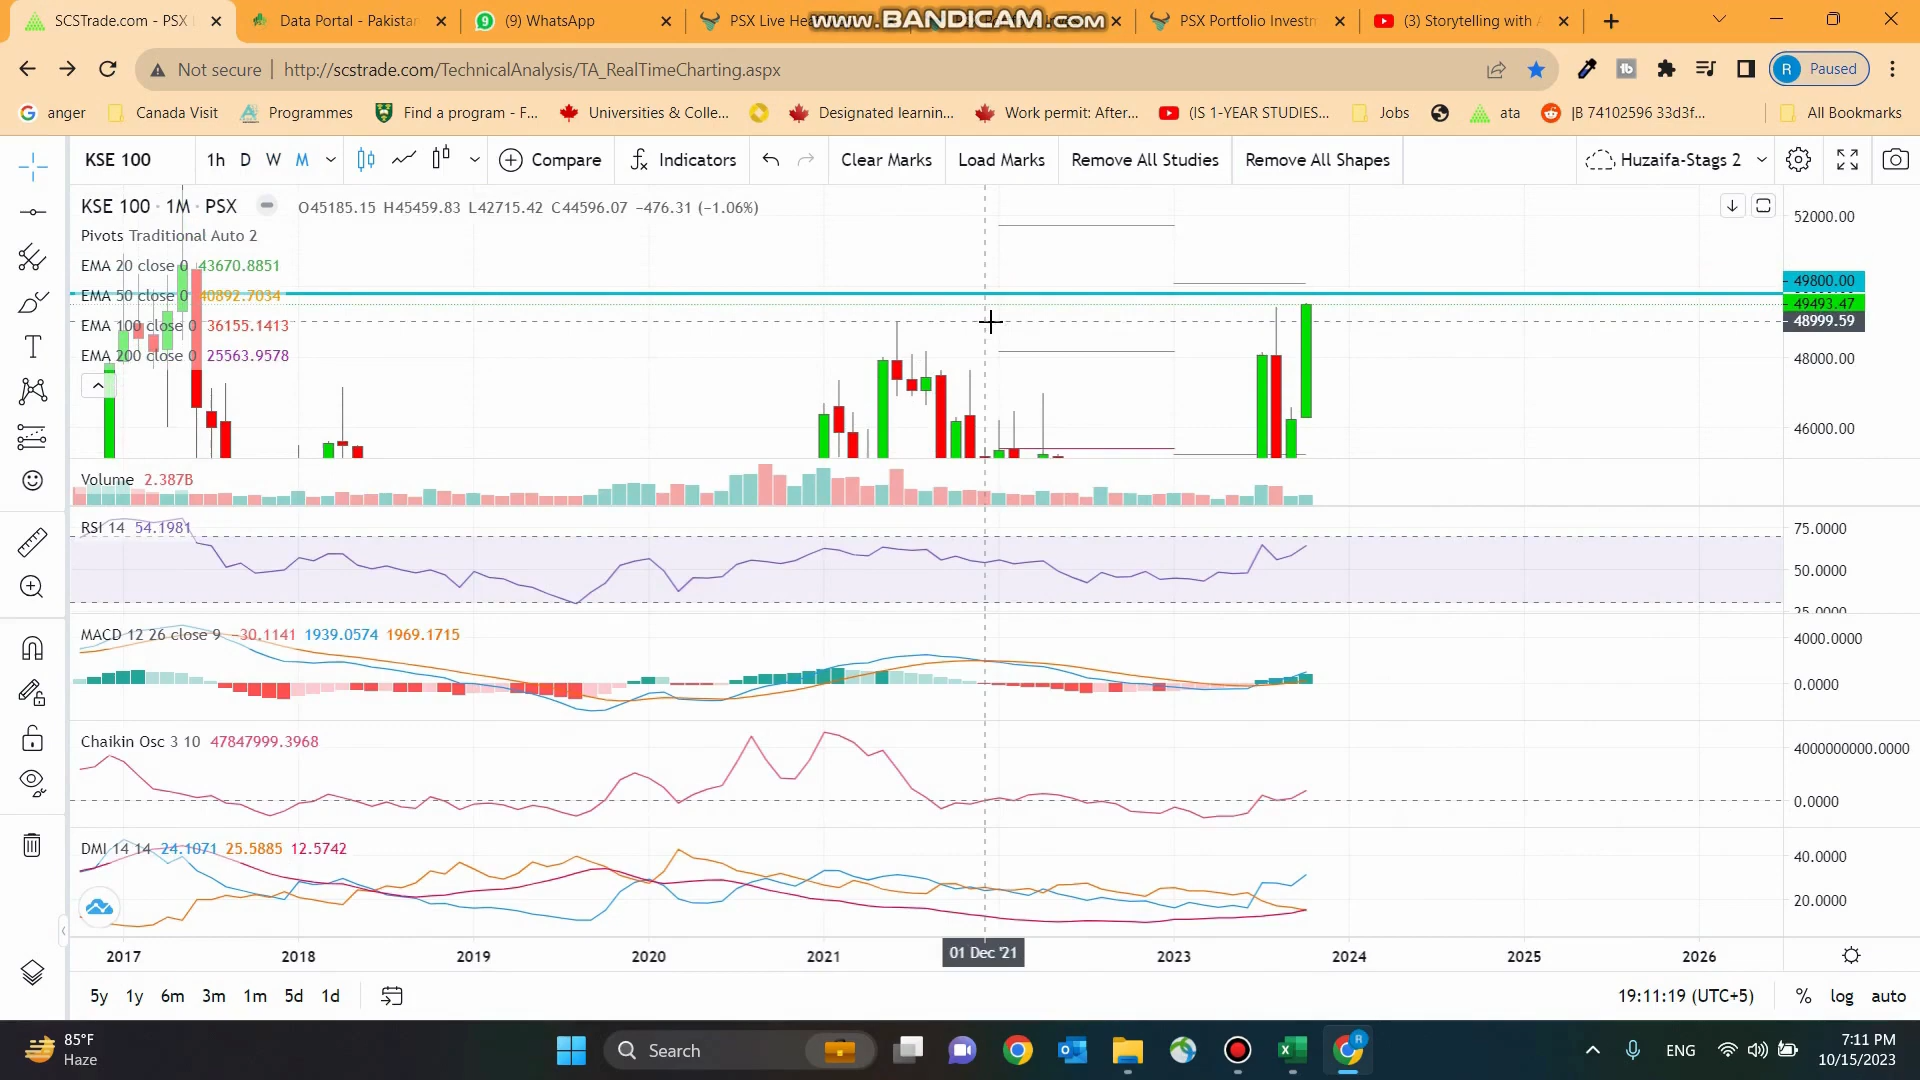 SCSTrade.com - PSX L
Data Portal - Pakistan
(9) WhatsApp
PSX Live Hea
www.BANDICAM.com
PSX Portfolio Investm
(3) Storytelling with A
Not secure
http://scstrade.com/TechnicalAnalysis/TA_RealTimeCharting.aspx
R Paused
anger
Canada Visit
Programmes
Find a program - F...
Universities & Colle...
Designated learnin...
Work permit: After...
(IS 1-YEAR STUDIES...
Jobs
ata
|B 74102596 33d3f...
All Bookmarks
KSE 100
1h D W M
Compare
Indicators
Clear Marks
Load Marks
Remove All Studies
Remove All Shapes
Huzaifa-Stags 2
KSE 100 · 1M · PSX
O45185.15 H45459.83 L42715.42 C44596.07 −476.31 (−1.06%)
52000.00
Pivots Traditional Auto 2
EMA 20 close 0 43670.8851
49800.00
EMA 50 close 0 40892.7034
49493.47
EMA 100 close 0 36155.1413
48999.59
EMA 200 close 0 25563.9578
48000.00
46000.00
Volume 2.387B
RSI 14 54.1981
75.0000
50.0000
25.0000
MACD 12 26 close 9 −30.1141 1939.0574 1969.1715
4000.0000
0.0000
Chaikin Osc 3 10 47847999.3968
4000000000.0000
0.0000
DMI 14 14 24.1071 25.5885 12.5742
40.0000
20.0000
2017 2018 2019 2020 2021 01 Dec '21 2023 2024 2025 2026
5y 1y 6m 3m 1m 5d 1d
19:11:19 (UTC+5)
% log auto
85°F
Haze
Search
ENG
7:11 PM
10/15/2023